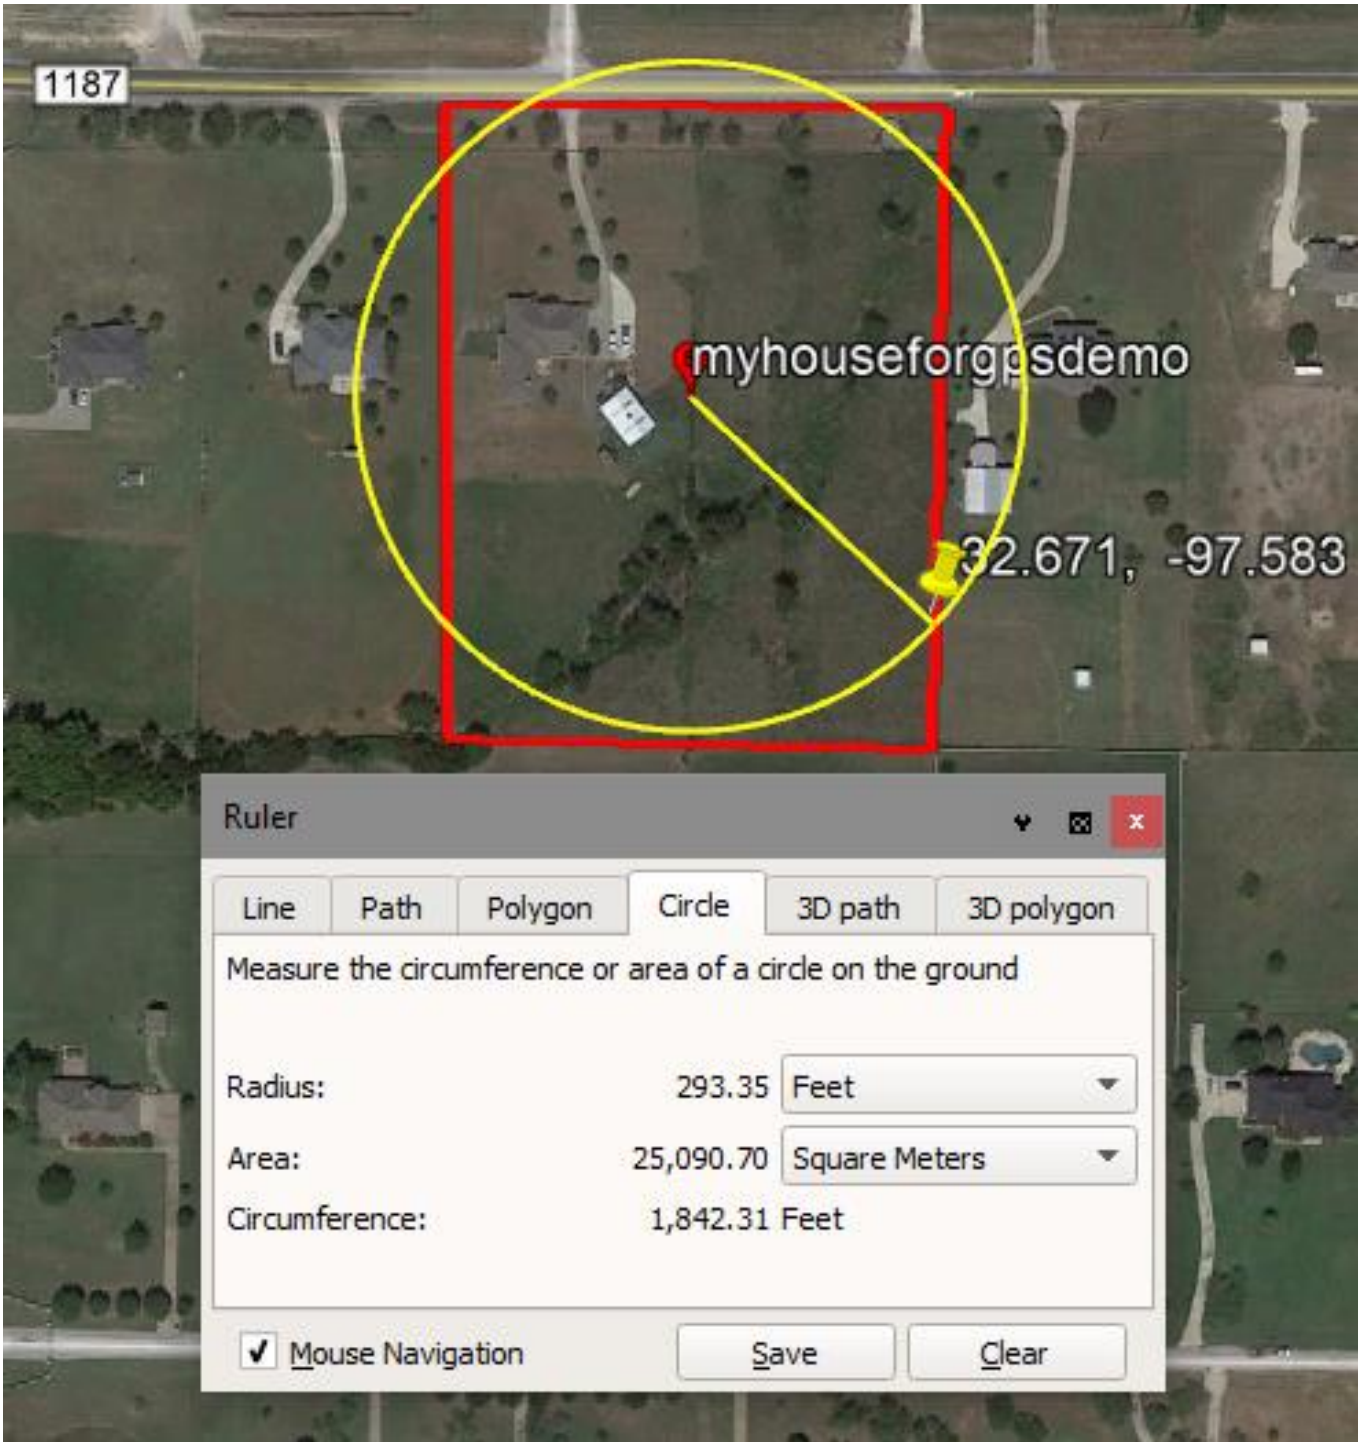 1187
myhouseforgpsdemo
32.671, -97.583
Ruler
Line Path Polygon Circle 3D path 3D polygon
Measure the circumference or area of a circle on the ground
Radius: 293.35 Feet
Area: 25,090.70 Square Meters
Circumference: 1,842.31 Feet
Mouse Navigation Save Clear